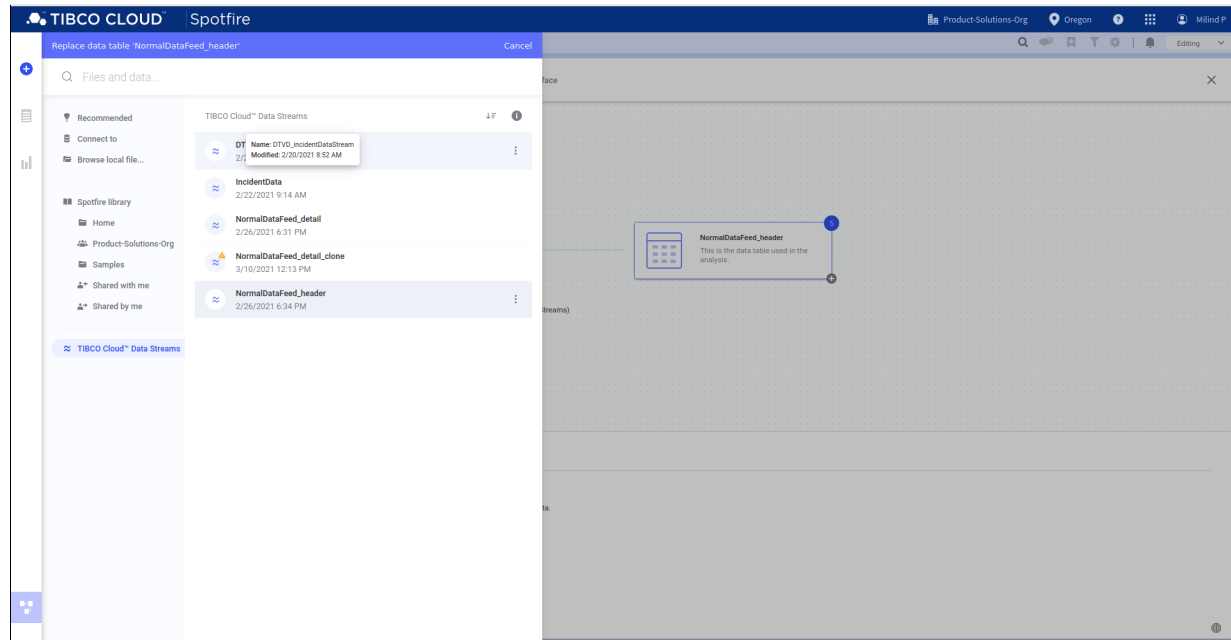 TIBCO CLOUD™ Spotfire
Product-Solutions-Org Oregon ? Milind P
Replace data table 'NormalDataFeed_header' Cancel
Editing
Files and data...
face
Recommended
Connect to
Browse local file...
Spotfire library
Home
Product-Solutions-Org
Samples
Shared with me
Shared by me
TIBCO Cloud™ Data Streams
TIBCO Cloud™ Data Streams
DT
2/2
Name: DTVD_incidentDataStream
Modified: 2/20/2021 8:52 AM
IncidentData
2/22/2021 9:14 AM
NormalDataFeed_detail
2/26/2021 6:31 PM
NormalDataFeed_detail_clone
3/10/2021 12:13 PM
NormalDataFeed_header
2/26/2021 6:34 PM
5
NormalDataFeed_header
This is the data table used in the
analysis.
Streams)
ta.